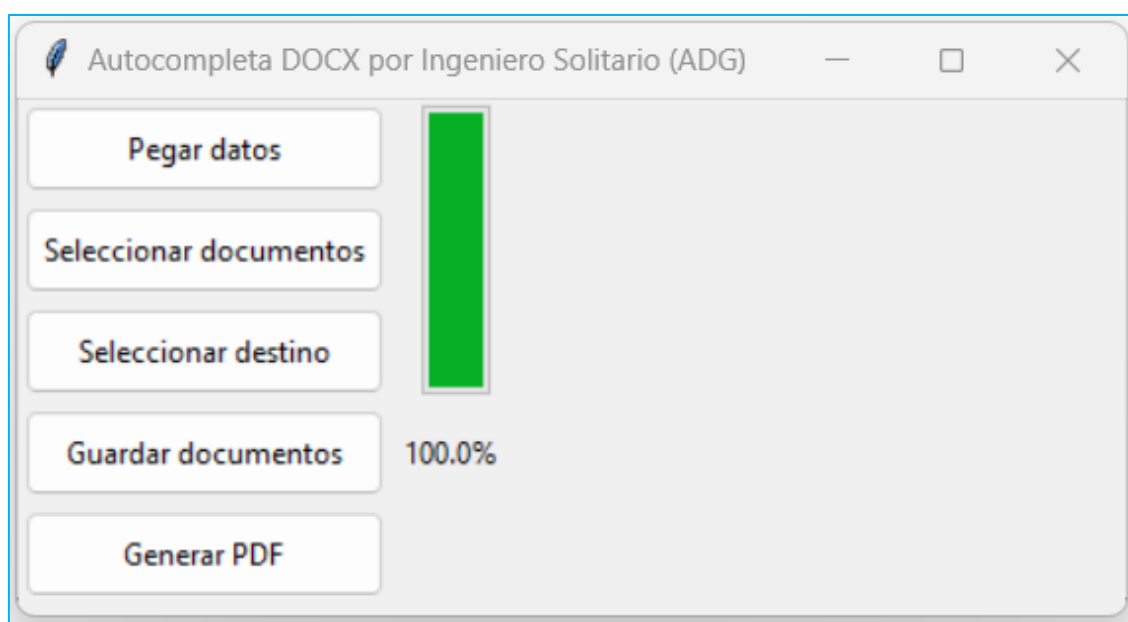 Autocompleta DOCX por Ingeniero Solitario (ADG)
Pegar datos
Seleccionar documentos
Seleccionar destino
Guardar documentos
100.0%
Generar PDF